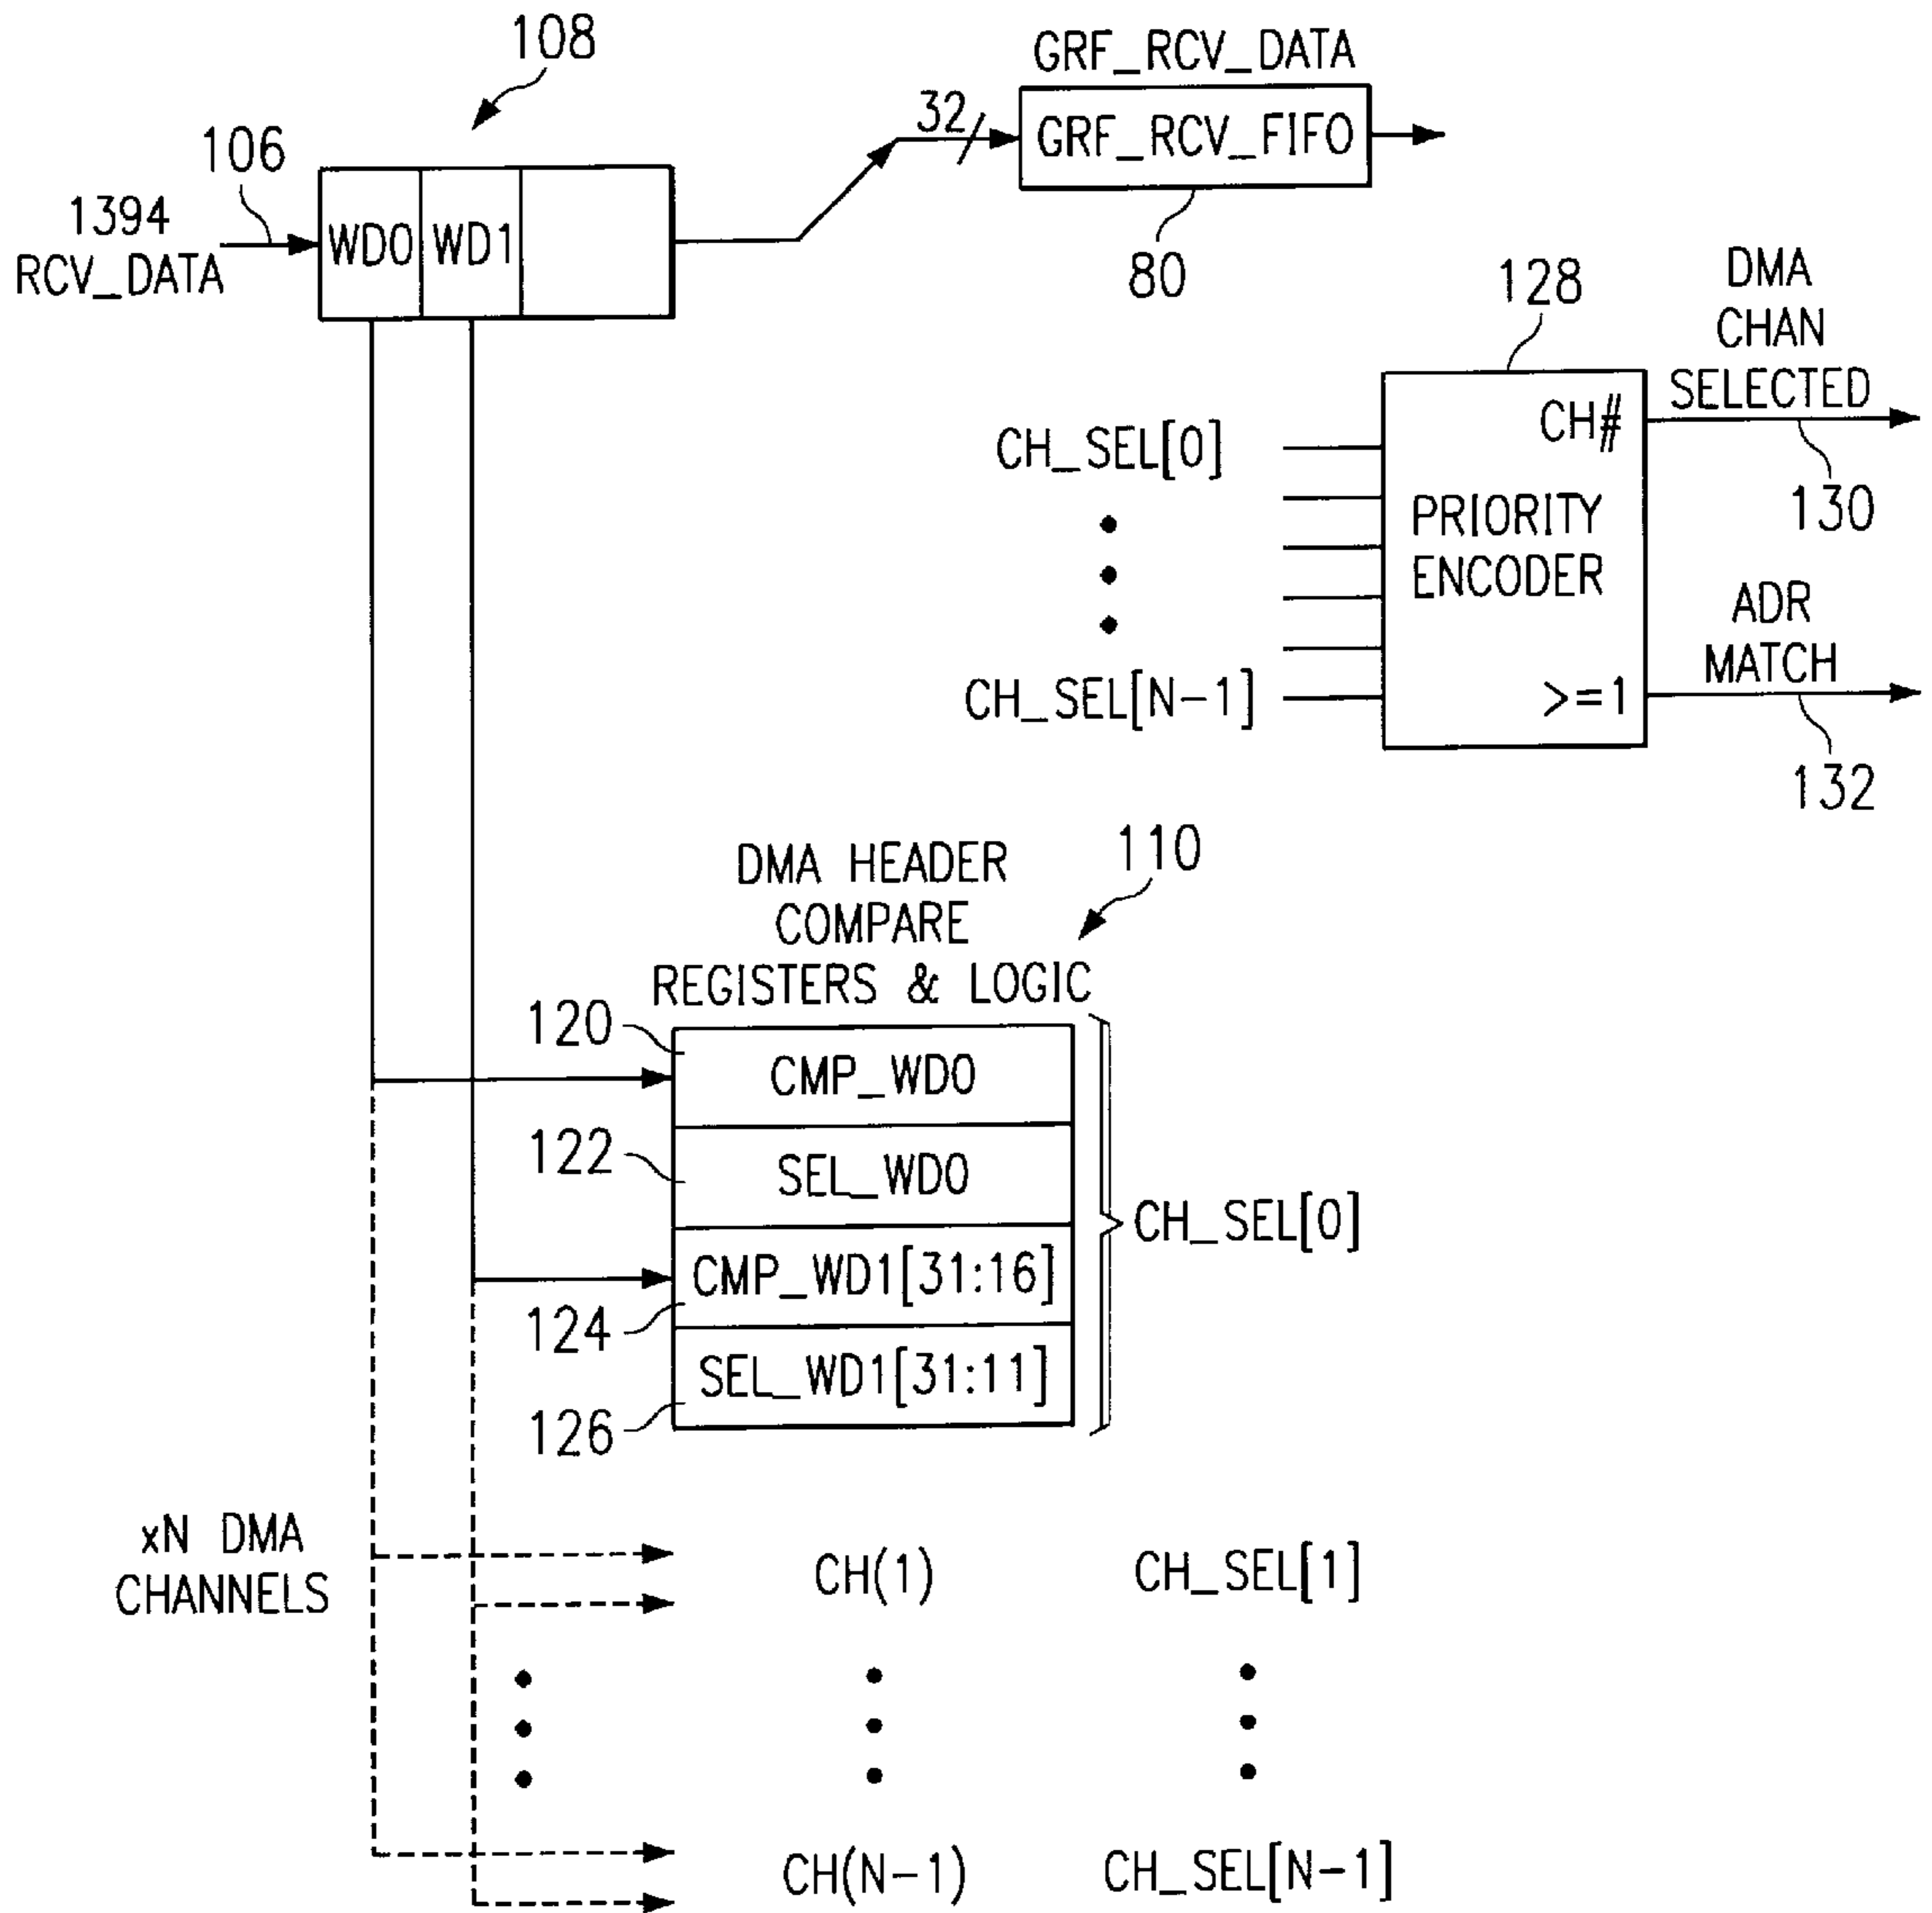 108
GRF_RCV_DATA
32
GRF_RCV_FIFO
106
1394
RCV_DATA
WD0 WD1
80
128
DMA
CHAN
SELECTED
CH#
CH_SEL[0]
130
PRIORITY
ENCODER
ADR
MATCH
CH_SEL[N-1]
>=1
132
DMA HEADER
COMPARE
REGISTERS & LOGIC
110
120
CMP_WD0
122
SEL_WD0
CH_SEL[0]
CMP_WD1[31:16]
124
SEL_WD1[31:11]
126
xN DMA
CHANNELS
CH(1)
CH_SEL[1]
CH(N-1)
CH_SEL[N-1]